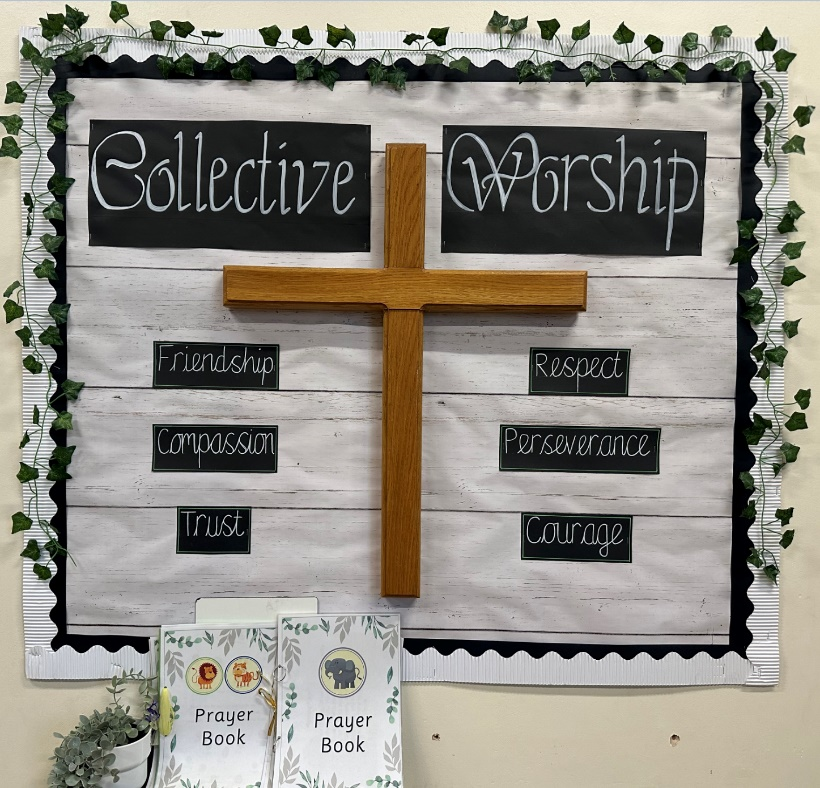 Collective Worship
Friendship
Compassion
Trust
Respect
Perseverance
Courage
Prayer
Book
Prayer
Book